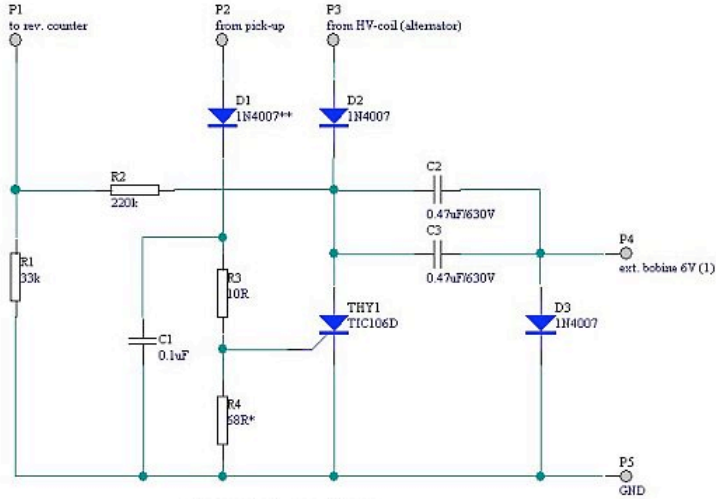 P1
to rev. counter
P2
from pick-up
P3
from HV-coil (alternator)
D1
1N4007**
D2
1N4007
R2
220k
C2
0.47uF/630V
C3
0.47uF/630V
P4
ext. bobine 6V (1)
R1
33k
R3
10R
THY1
TIC106D
D3
1N4007
C1
0.1uF
R4
68R*
P5
GND